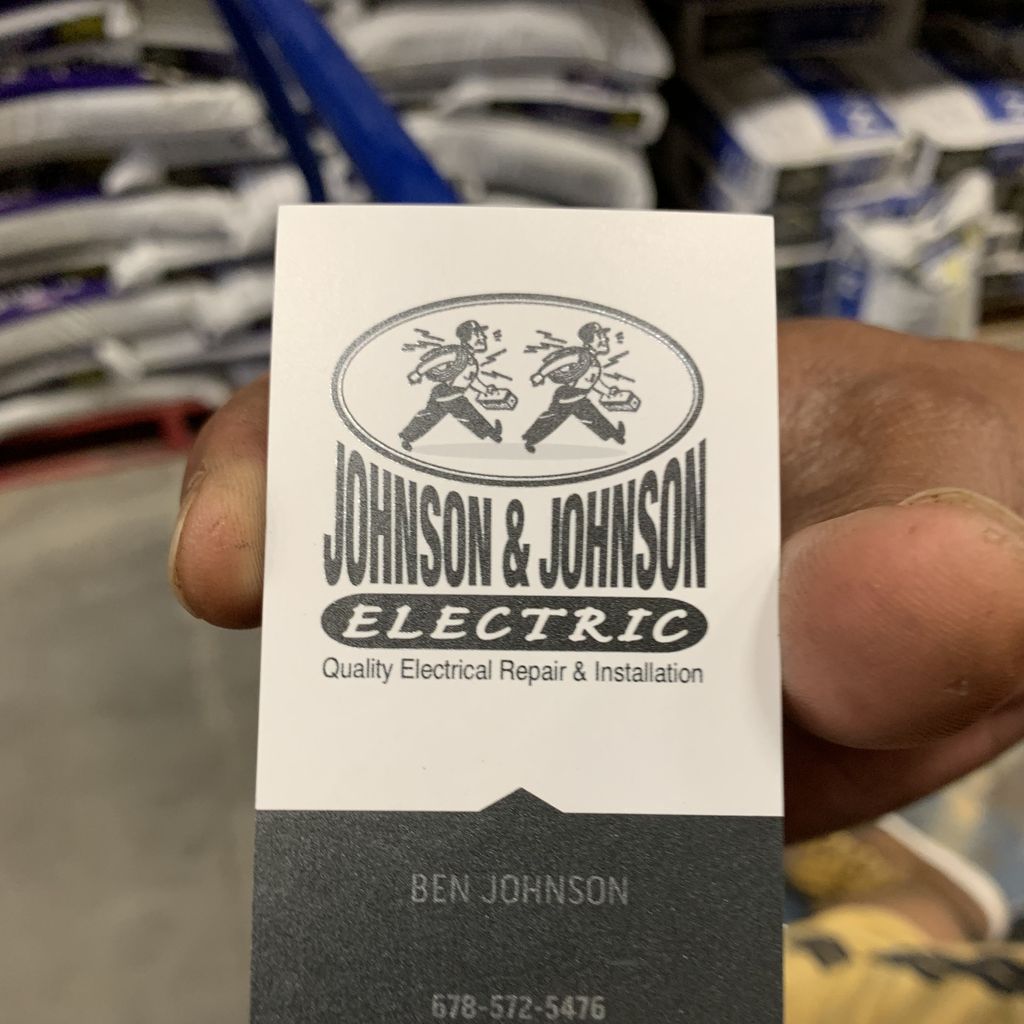 JOHNSON & JOHNSON
ELECTRIC
Quality Electrical Repair & Installation
BEN JOHNSON
678-572-5476